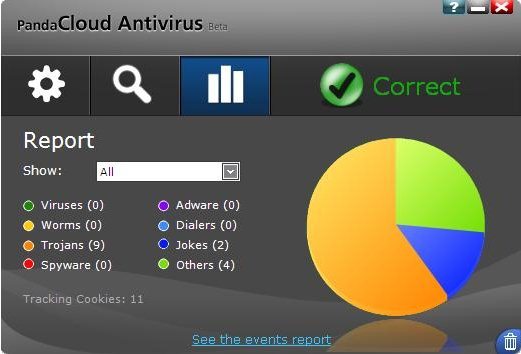 PandaCloud Antivirus Beta
?
Correct
Report
Show: All
Viruses (0) Adware (0)
Worms (0) Dialers (0)
Trojans (9) Jokes (2)
Spyware (0) Others (4)
Tracking Cookies: 11
See the events report